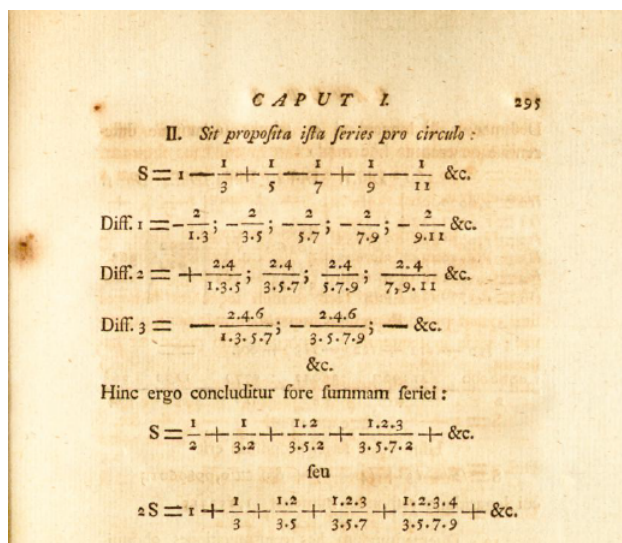 CAPUT I. 295
II. Sit propoſita iſta ſeries pro circulo :
S = 1 − 1/3 + 1/5 − 1/7 + 1/9 − 1/11 &c.
Diff. 1 = − 2/1.3 ; − 2/3.5 ; − 2/5.7 ; − 2/7.9 ; − 2/9.11 &c.
Diff. 2 = + 2.4/1.3.5 ; 2.4/3.5.7 ; 2.4/5.7.9 ; 2.4/7,9.11 &c.
Diff. 3 = − 2.4.6/1.3.5.7 ; − 2.4.6/3.5.7.9 ; − &c.
&c.
Hinc ergo concluditur fore ſummam ſeriei :
S = 1/2 + 1/3.2 + 1.2/3.5.2 + 1.2.3/3.5.7.2 + &c.
ſeu
2S = 1 + 1/3 + 1.2/3.5 + 1.2.3/3.5.7 + 1.2.3.4/3.5.7.9 + &c.